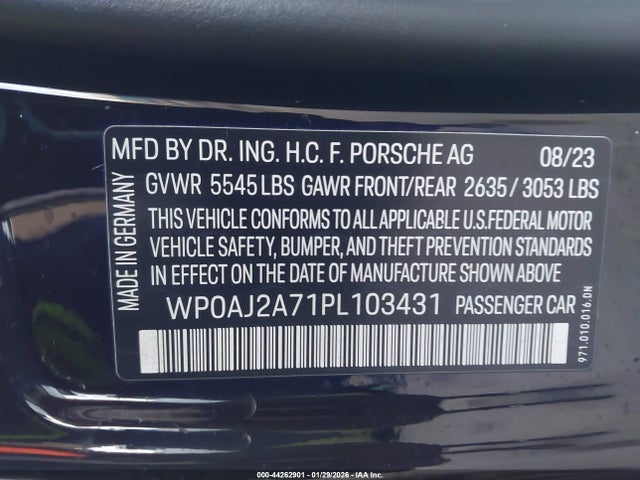 MFD BY DR. ING. H.C. F. PORSCHE AG 08/23
GVWR 5545 LBS GAWR FRONT/REAR 2635 / 3053 LBS
THIS VEHICLE CONFORMS TO ALL APPLICABLE U.S. FEDERAL MOTOR
VEHICLE SAFETY, BUMPER, AND THEFT PREVENTION STANDARDS
IN EFFECT ON THE DATE OF MANUFACTURE SHOWN ABOVE
WP0AJ2A71PL103431 PASSENGER CAR
MADE IN GERMANY
971.010.016.0N
000-44262901 - 01/29/2026 - IAA Inc.